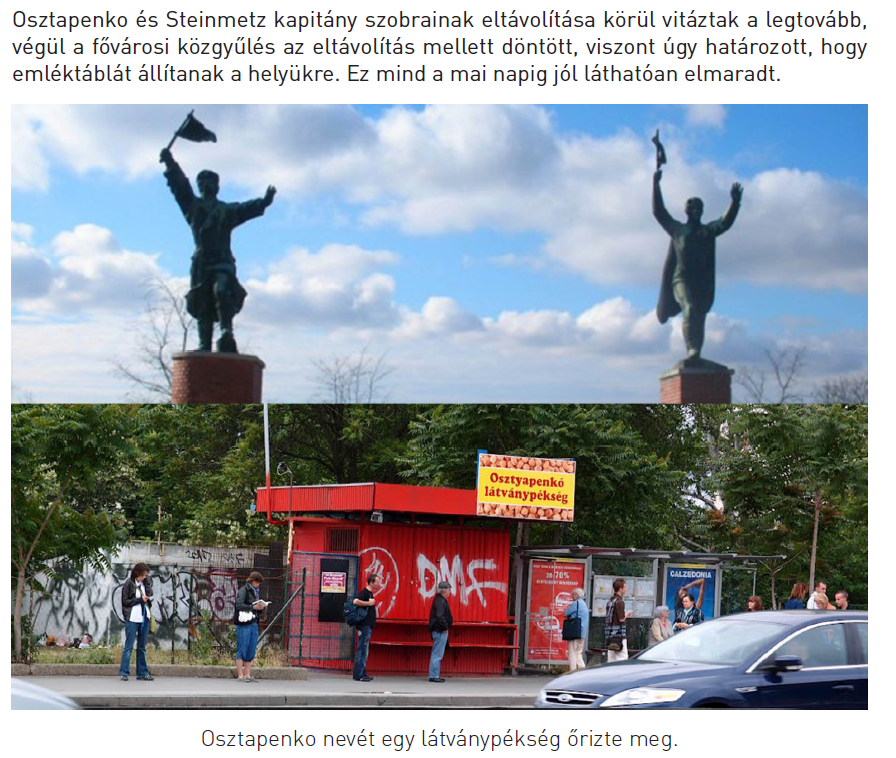 Osztapenko és Steinmetz kapitány szobrainak eltávolítása körül vitáztak a legtovább,
végül a fővárosi közgyűlés az eltávolítás mellett döntött, viszont úgy határozott, hogy
emléktáblát állítanak a helyükre. Ez mind a mai napig jól láthatóan elmaradt.
Osztyapenkó
látványpékség
DMF
70%
CALZEDONIA
Osztapenko nevét egy látványpékség őrizte meg.